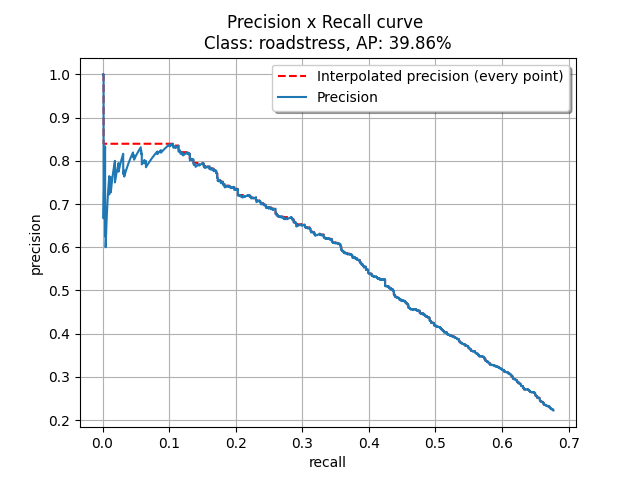 Precision x Recall curve
Class: roadstress, AP: 39.86%
Interpolated precision (every point)
Precision
1.0
0.9
0.8
0.7
0.6
0.5
0.4
0.3
0.2
precision
0.0 0.1 0.2 0.3 0.4 0.5 0.6 0.7
recall